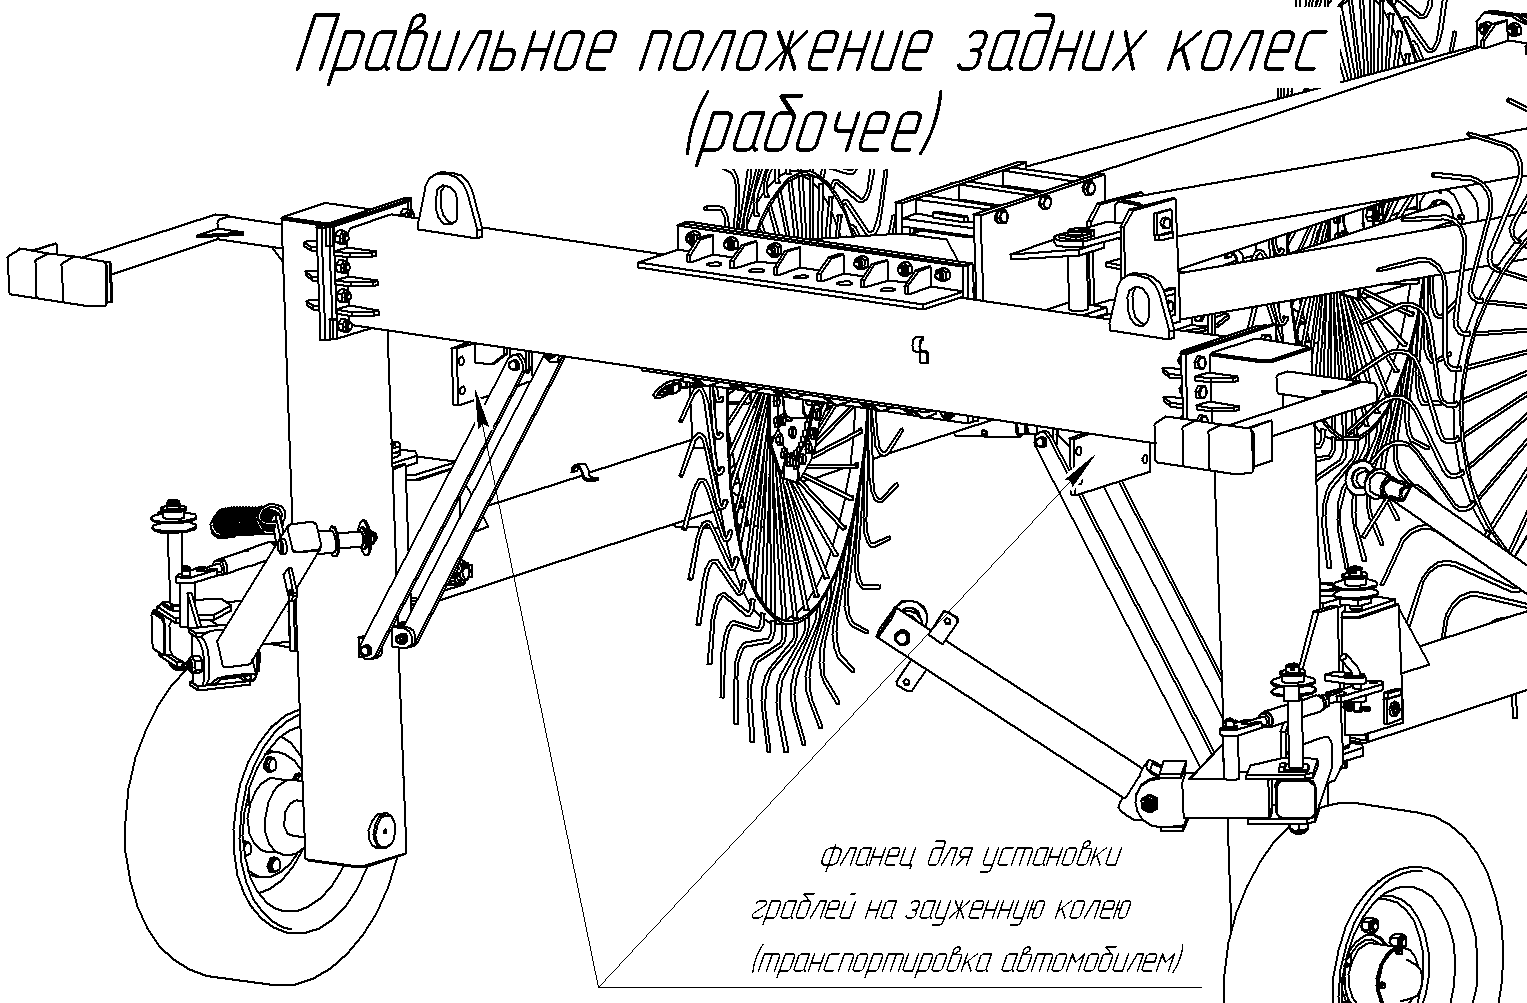 Правильное положение задних колес
(рабочее)
фланец для установки
граблей на зауженную колею
(транспортировка автомобилем)